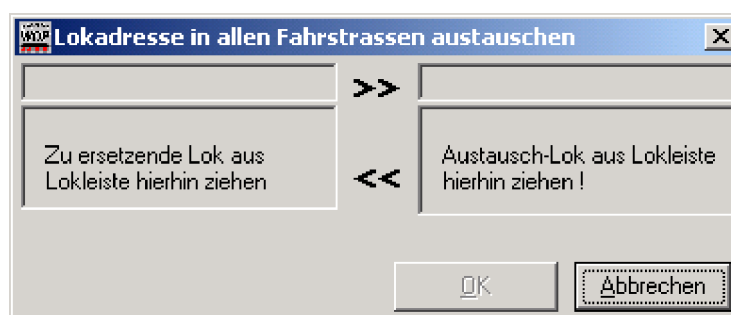 Lokadresse in allen Fahrstrassen austauschen
>>
Zu ersetzende Lok aus
Lokleiste hierhin ziehen
<<
Austausch-Lok aus Lokleiste
hierhin ziehen !
OK
Abbrechen